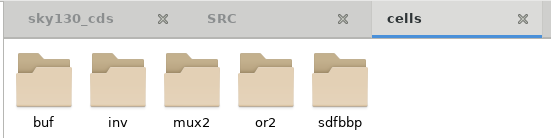 sky130_cds SRC cells
buf inv mux2 or2 sdfbbp